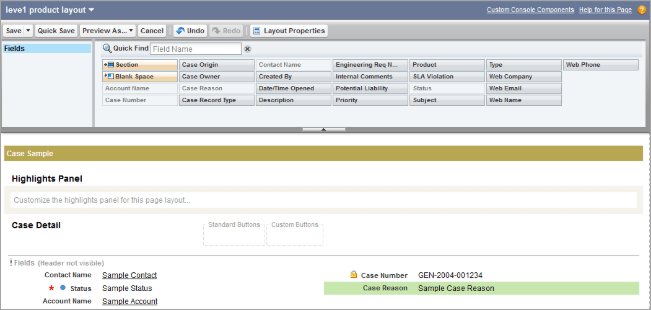 leve1 product layout
Custom Console Components Help for this Page
Save Quick Save Preview As... Cancel Undo Redo Layout Properties
Fields
Quick Find Field Name
Section Case Origin Contact Name Engineering Req N... Product Type Web Phone
Blank Space Case Owner Created By Internal Comments SLA Violation Web Company
Account Name Case Reason Date/Time Opened Potential Liability Status Web Email
Case Number Case Record Type Description Priority Subject Web Name
Case Sample
Highlights Panel
Customize the highlights panel for this page layout...
Case Detail
Standard Buttons Custom Buttons
! Fields (Header not visible)
Contact Name Sample Contact Case Number GEN-2004-001234
* Status Sample Status Case Reason Sample Case Reason
Account Name Sample Account